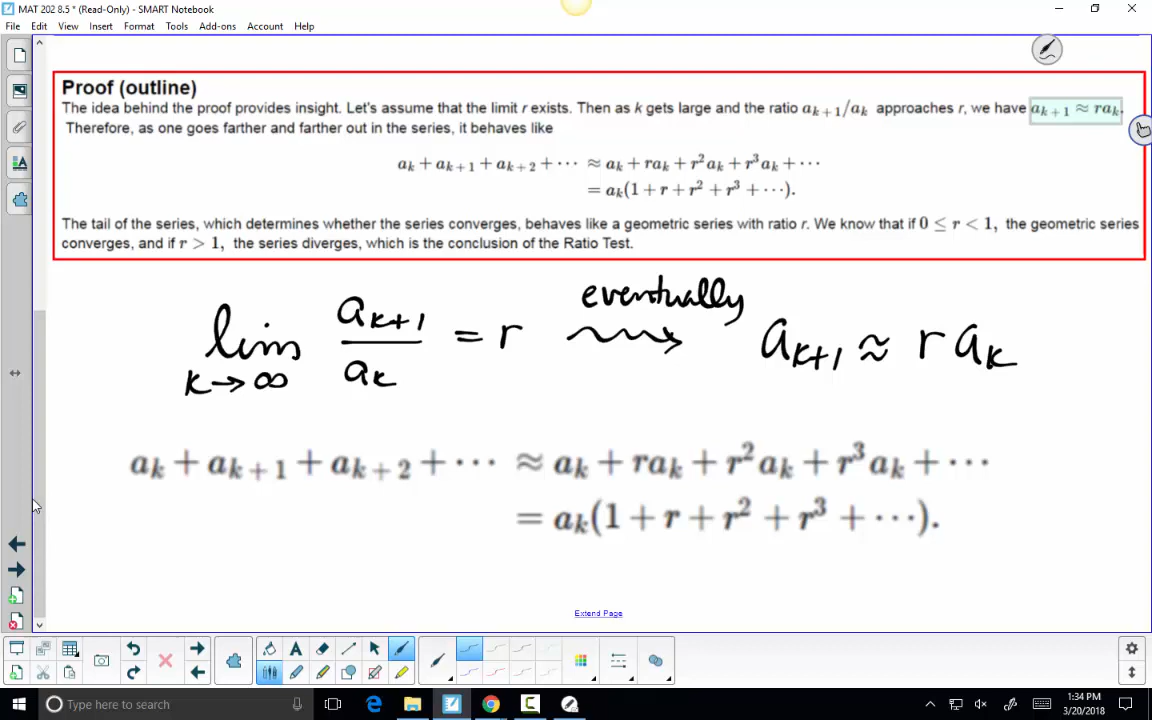 MAT 202 8.5 * (Read-Only) - SMART Notebook
File Edit View Insert Format Tools Add-ons Account Help
Proof (outline)
The idea behind the proof provides insight. Let's assume that the limit r exists. Then as k gets large and the ratio a_{k+1}/a_k approaches r, we have a_{k+1} ≈ ra_k.
Therefore, as one goes farther and farther out in the series, it behaves like
a_k + a_{k+1} + a_{k+2} + ⋯ ≈ a_k + ra_k + r²a_k + r³a_k + ⋯
= a_k(1 + r + r² + r³ + ⋯).
The tail of the series, which determines whether the series converges, behaves like a geometric series with ratio r. We know that if 0 ≤ r < 1, the geometric series
converges, and if r > 1, the series diverges, which is the conclusion of the Ratio Test.
eventually
lim_{k→∞} a_{k+1}/a_k = r ⇝ a_{k+1} ≈ r a_k
a_k + a_{k+1} + a_{k+2} + ⋯ ≈ a_k + ra_k + r²a_k + r³a_k + ⋯
= a_k(1 + r + r² + r³ + ⋯).
Extend Page
Type here to search
1:34 PM
3/20/2018